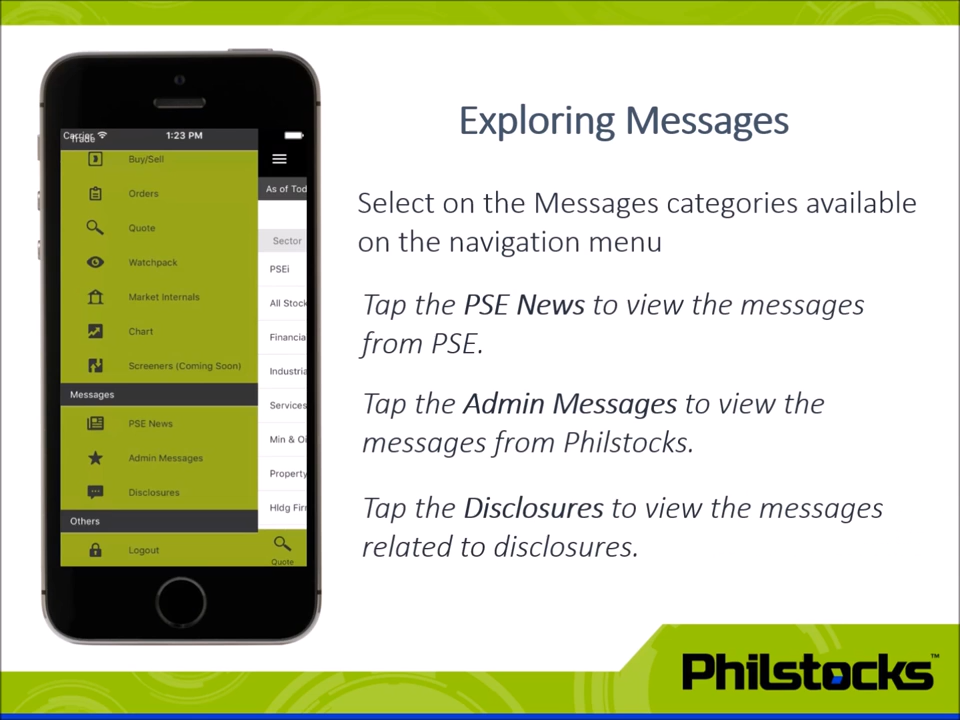 Exploring Messages
Select on the Messages categories available
on the navigation menu
Tap the PSE News to view the messages
from PSE.
Tap the Admin Messages to view the
messages from Philstocks.
Tap the Disclosures to view the messages
related to disclosures.
Carrier 1:23 PM
Trade
Buy/Sell
Orders
Quote
Watchpack
Market Internals
Chart
Screeners (Coming Soon)
Messages
PSE News
Admin Messages
Disclosures
Others
Logout
As of Tod
Sector
PSEi
All Stock
Financia
Industria
Services
Min & Oi
Property
Hldg Fir
Quote
Philstocks™